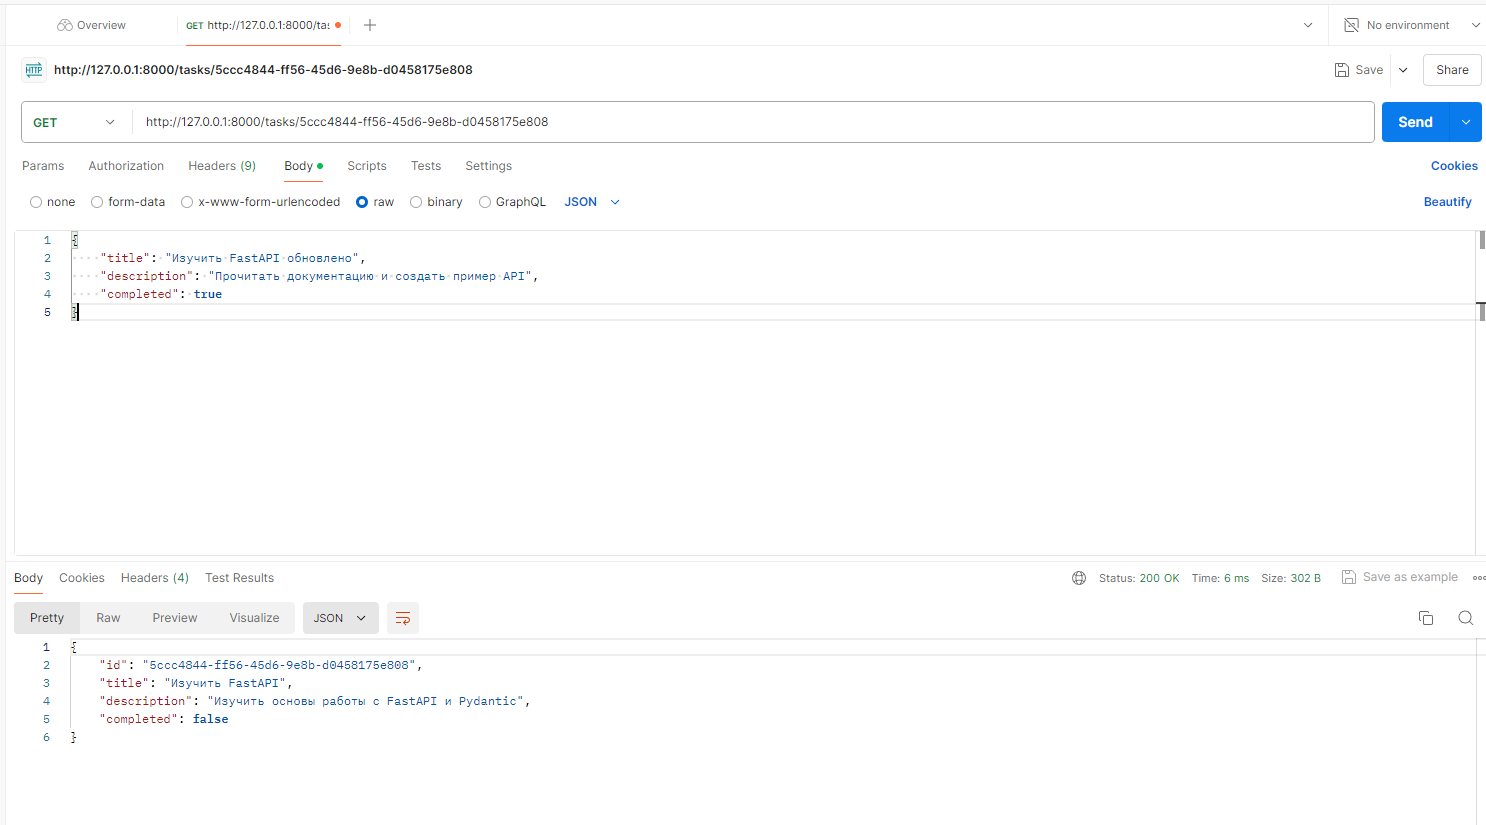 Overview
GET http://127.0.0.1:8000/tas
No environment
HTTP http://127.0.0.1:8000/tasks/5ccc4844-ff56-45d6-9e8b-d0458175e808
Save
Share
GET http://127.0.0.1:8000/tasks/5ccc4844-ff56-45d6-9e8b-d0458175e808
Send
Params Authorization Headers (9) Body Scripts Tests Settings Cookies
none form-data x-www-form-urlencoded raw binary GraphQL JSON Beautify
1 {
2 "title": "Изучить FastAPI обновлено",
3 "description": "Прочитать документацию и создать пример API",
4 "completed": true
5 }
Body Cookies Headers (4) Test Results Status: 200 OK Time: 6 ms Size: 302 B Save as example
Pretty Raw Preview Visualize JSON
1 {
2 "id": "5ccc4844-ff56-45d6-9e8b-d0458175e808",
3 "title": "Изучить FastAPI",
4 "description": "Изучить основы работы с FastAPI и Pydantic",
5 "completed": false
6 }